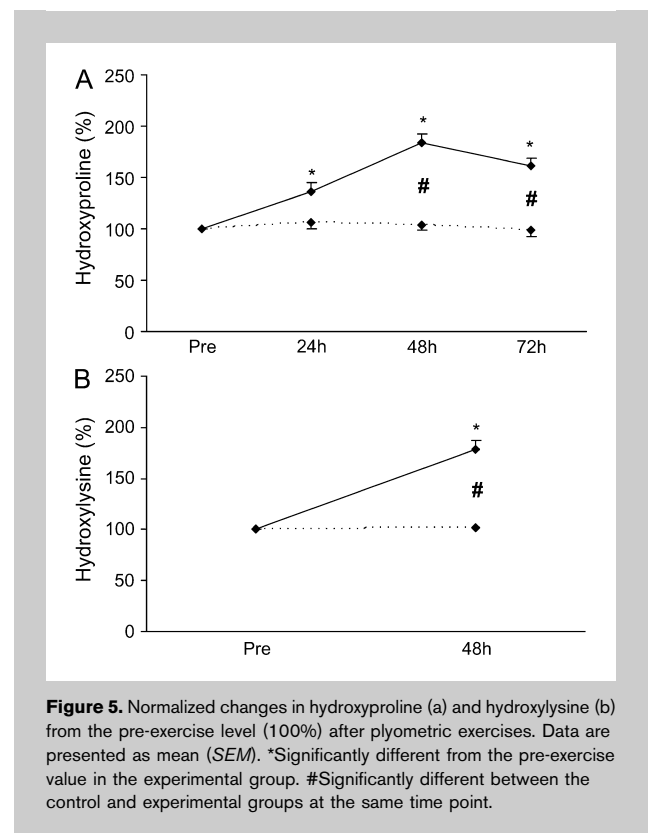 A
250
200
150
100
50
0
Hydroxyproline (%)
*
*
*
#
#
Pre 24h 48h 72h
B
250
200
150
100
50
0
Hydroxylysine (%)
*
#
Pre 48h
Figure 5. Normalized changes in hydroxyproline (a) and hydroxylysine (b)
from the pre-exercise level (100%) after plyometric exercises. Data are
presented as mean (SEM). *Significantly different from the pre-exercise
value in the experimental group. #Significantly different between the
control and experimental groups at the same time point.